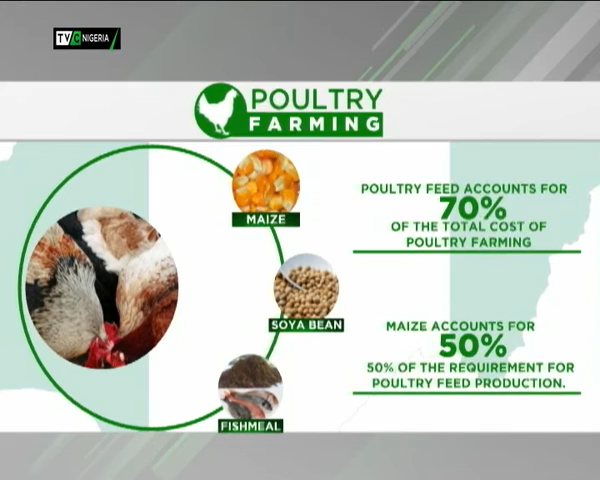 TVC NIGERIA
POULTRY
FARMING
MAIZE
SOYA BEAN
FISHMEAL
POULTRY FEED ACCOUNTS FOR
70%
OF THE TOTAL COST OF
POULTRY FARMING
MAIZE ACCOUNTS FOR
50%
50% OF THE REQUIREMENT FOR
POULTRY FEED PRODUCTION.